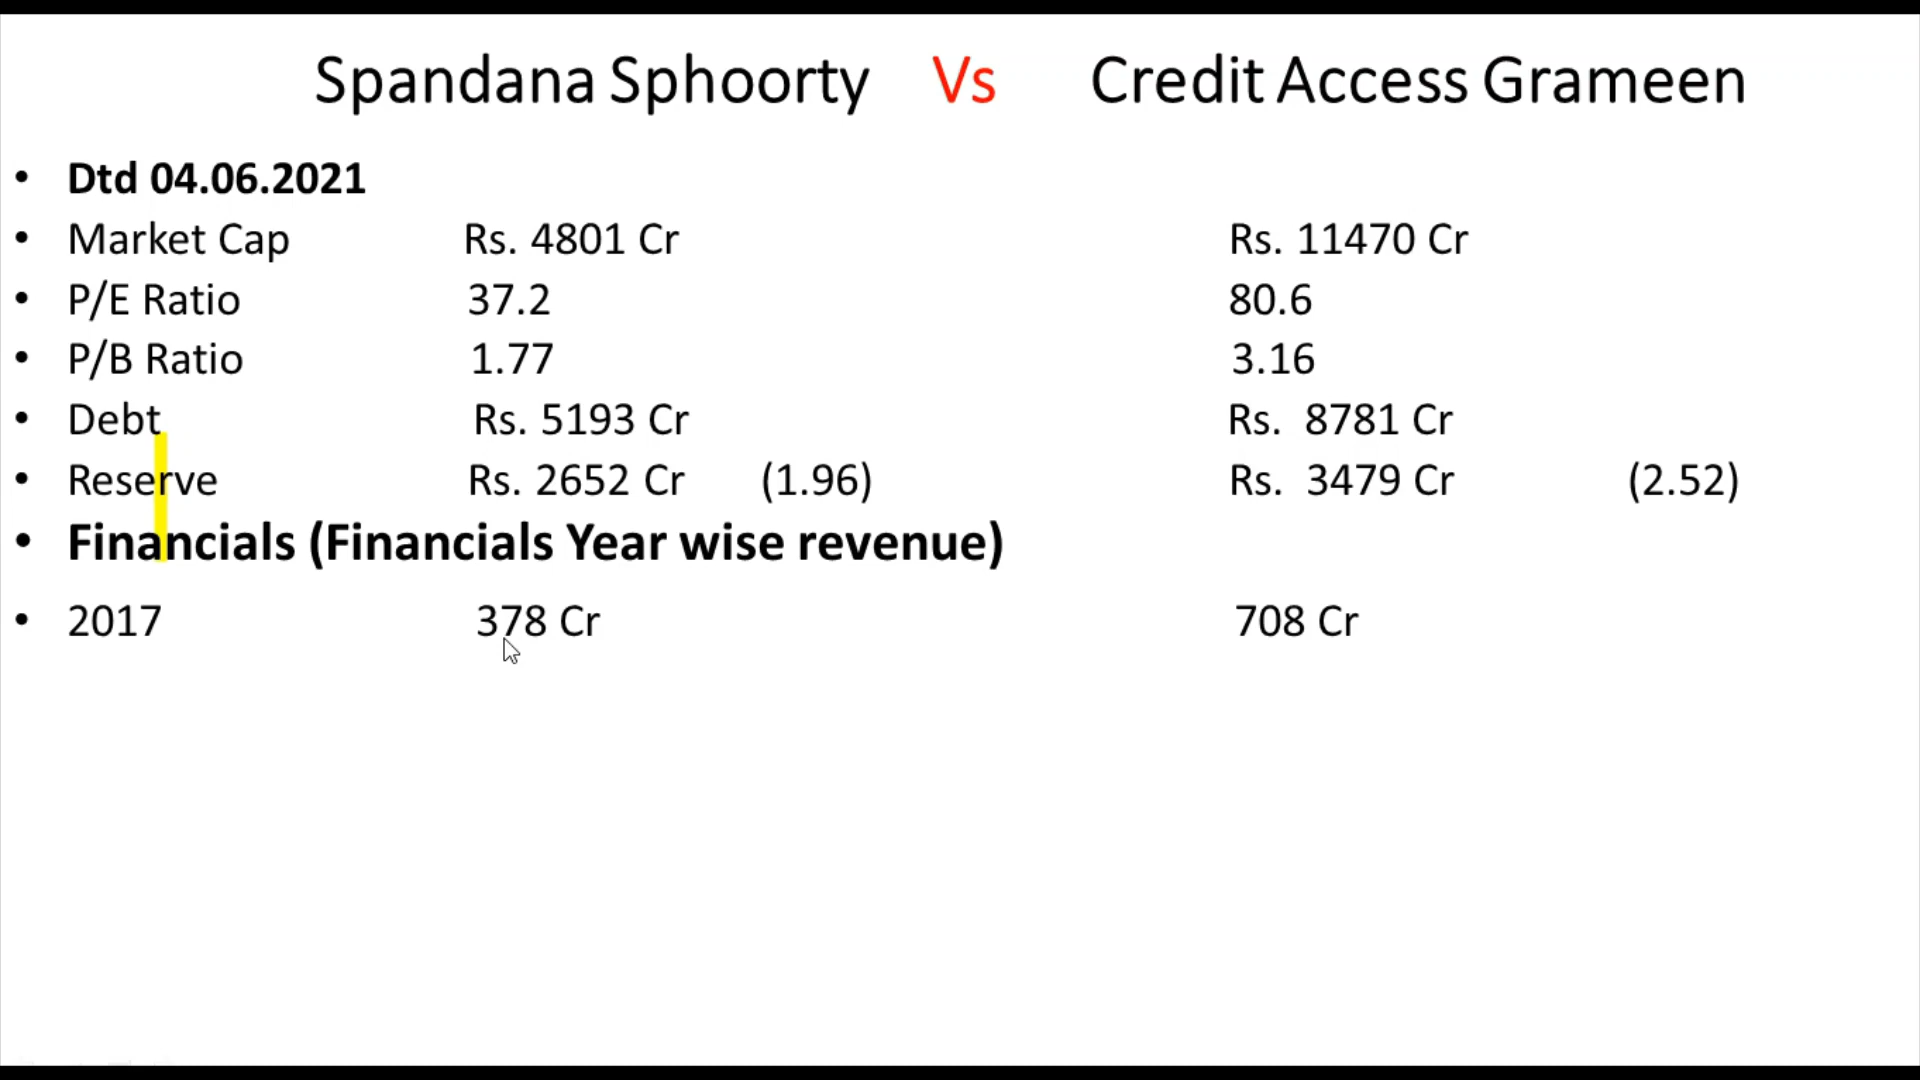 Spandana Sphoorty Vs Credit Access Grameen
• Dtd 04.06.2021
• Market Cap Rs. 4801 Cr Rs. 11470 Cr
• P/E Ratio 37.2 80.6
• P/B Ratio 1.77 3.16
• Debt Rs. 5193 Cr Rs. 8781 Cr
• Reserve Rs. 2652 Cr (1.96) Rs. 3479 Cr (2.52)
• Financials (Financials Year wise revenue)
• 2017 378 Cr 708 Cr